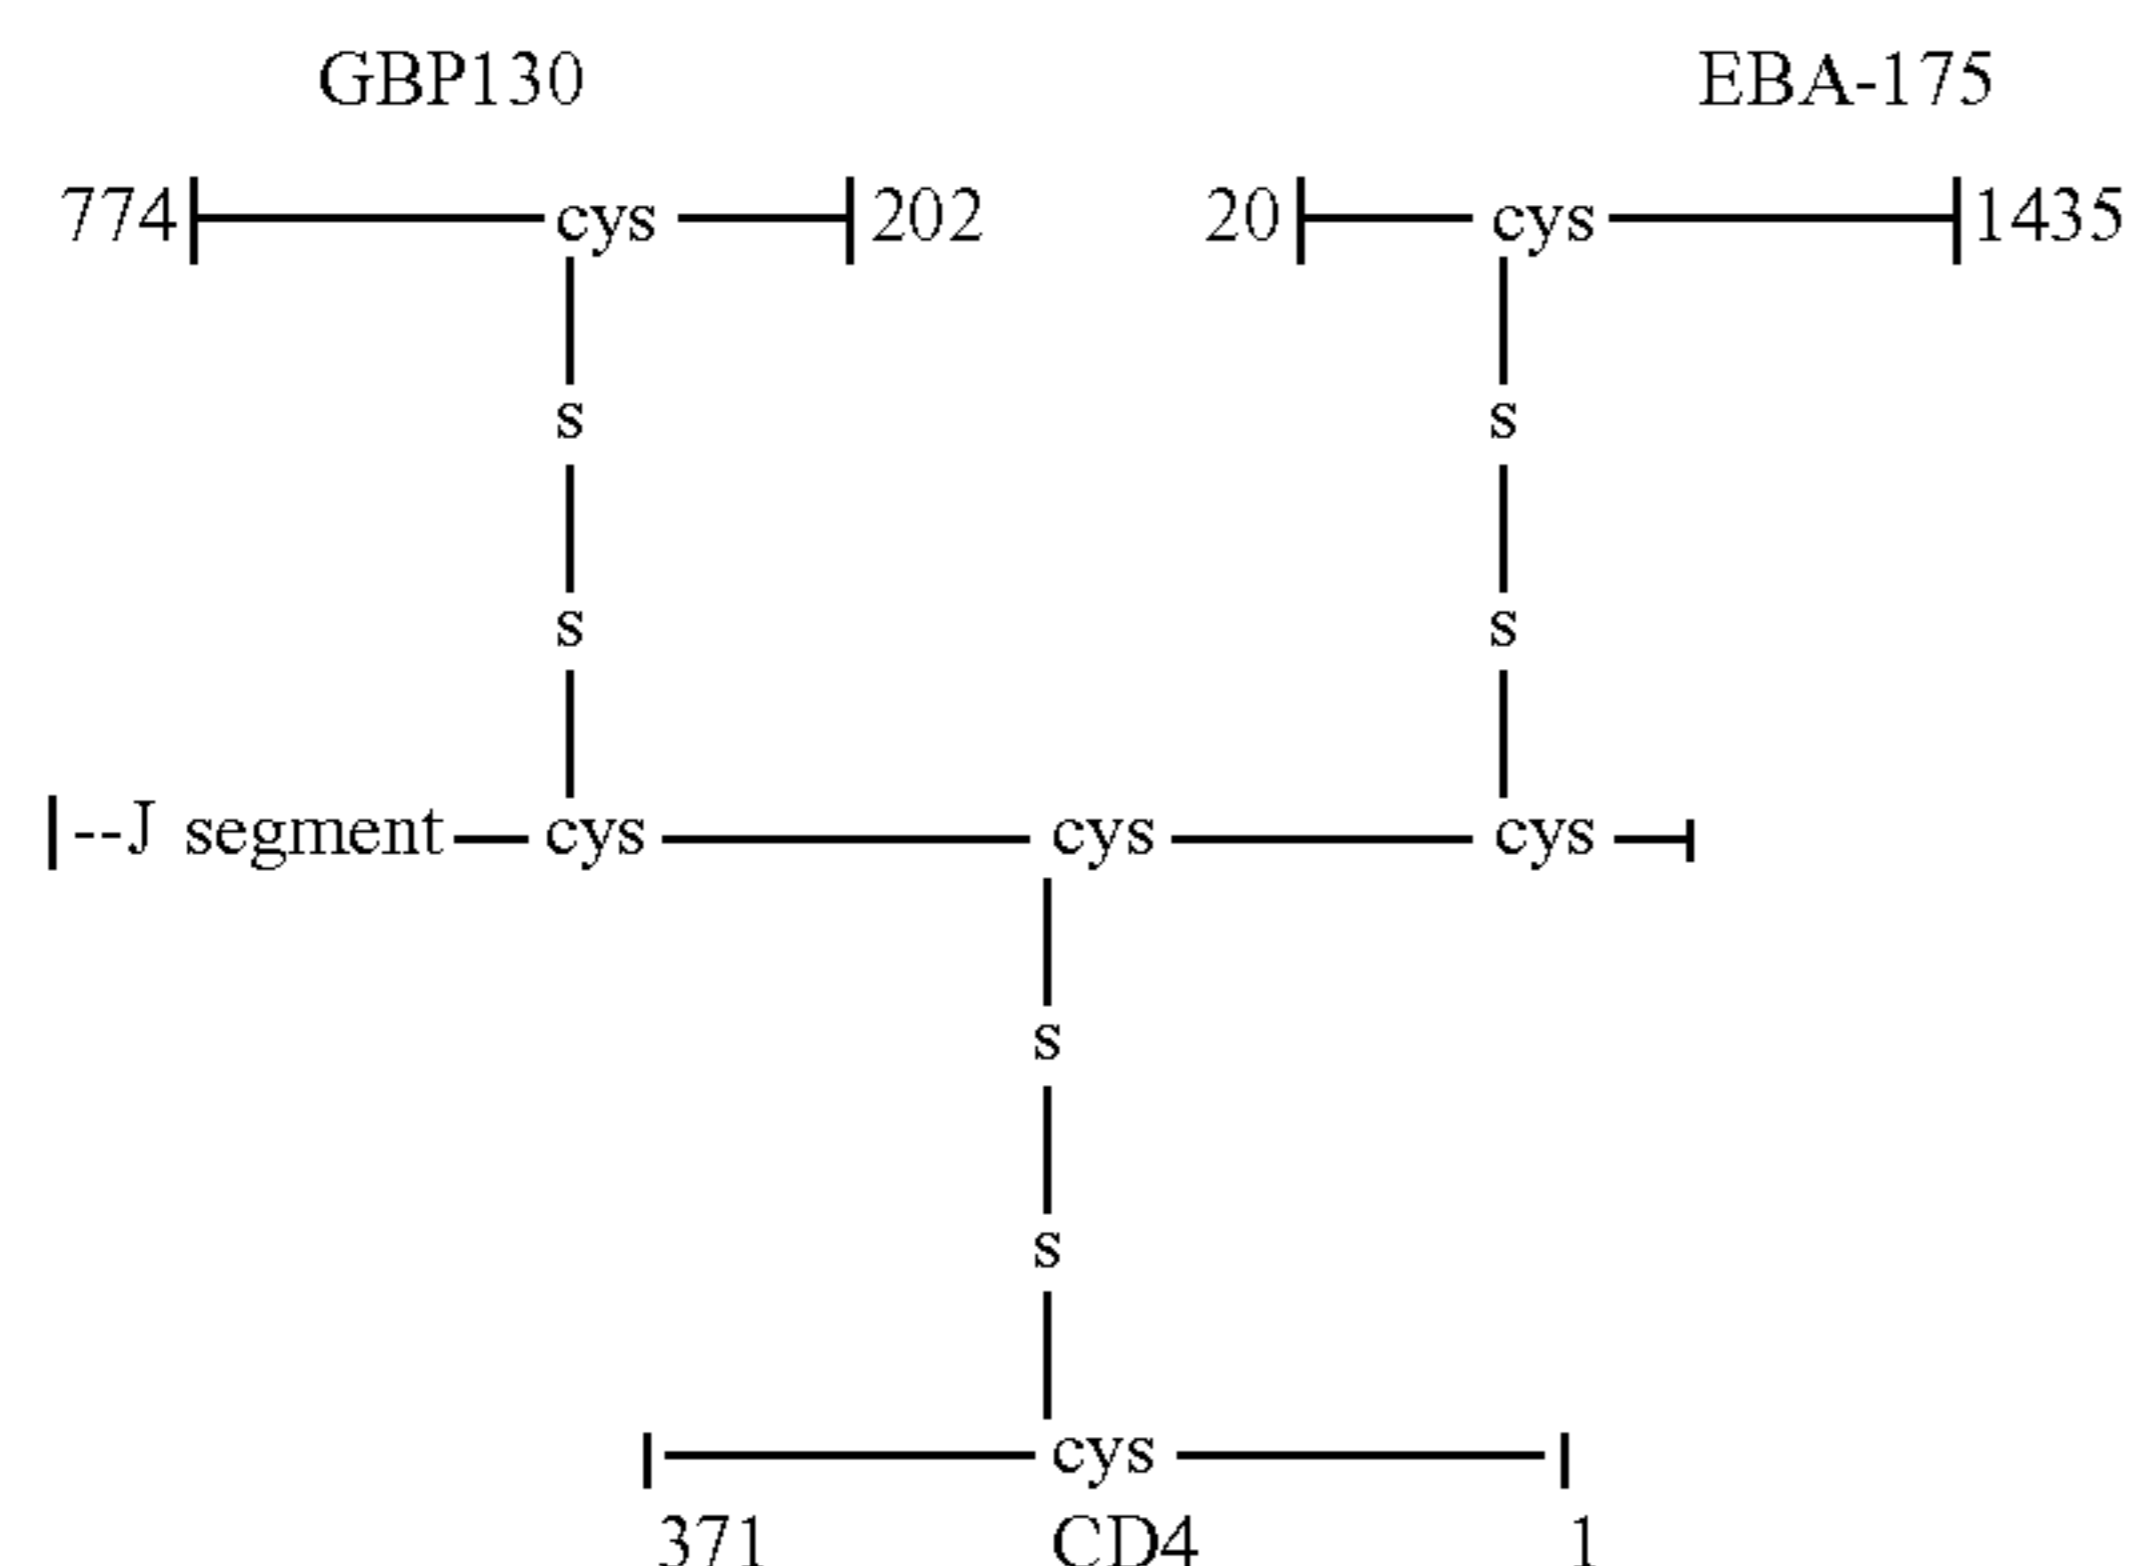 GBP130 EBA-175
774 cys 202 20 cys 1435
s s
s s
--J segment cys cys cys
s
s
cys
371 CD4 1